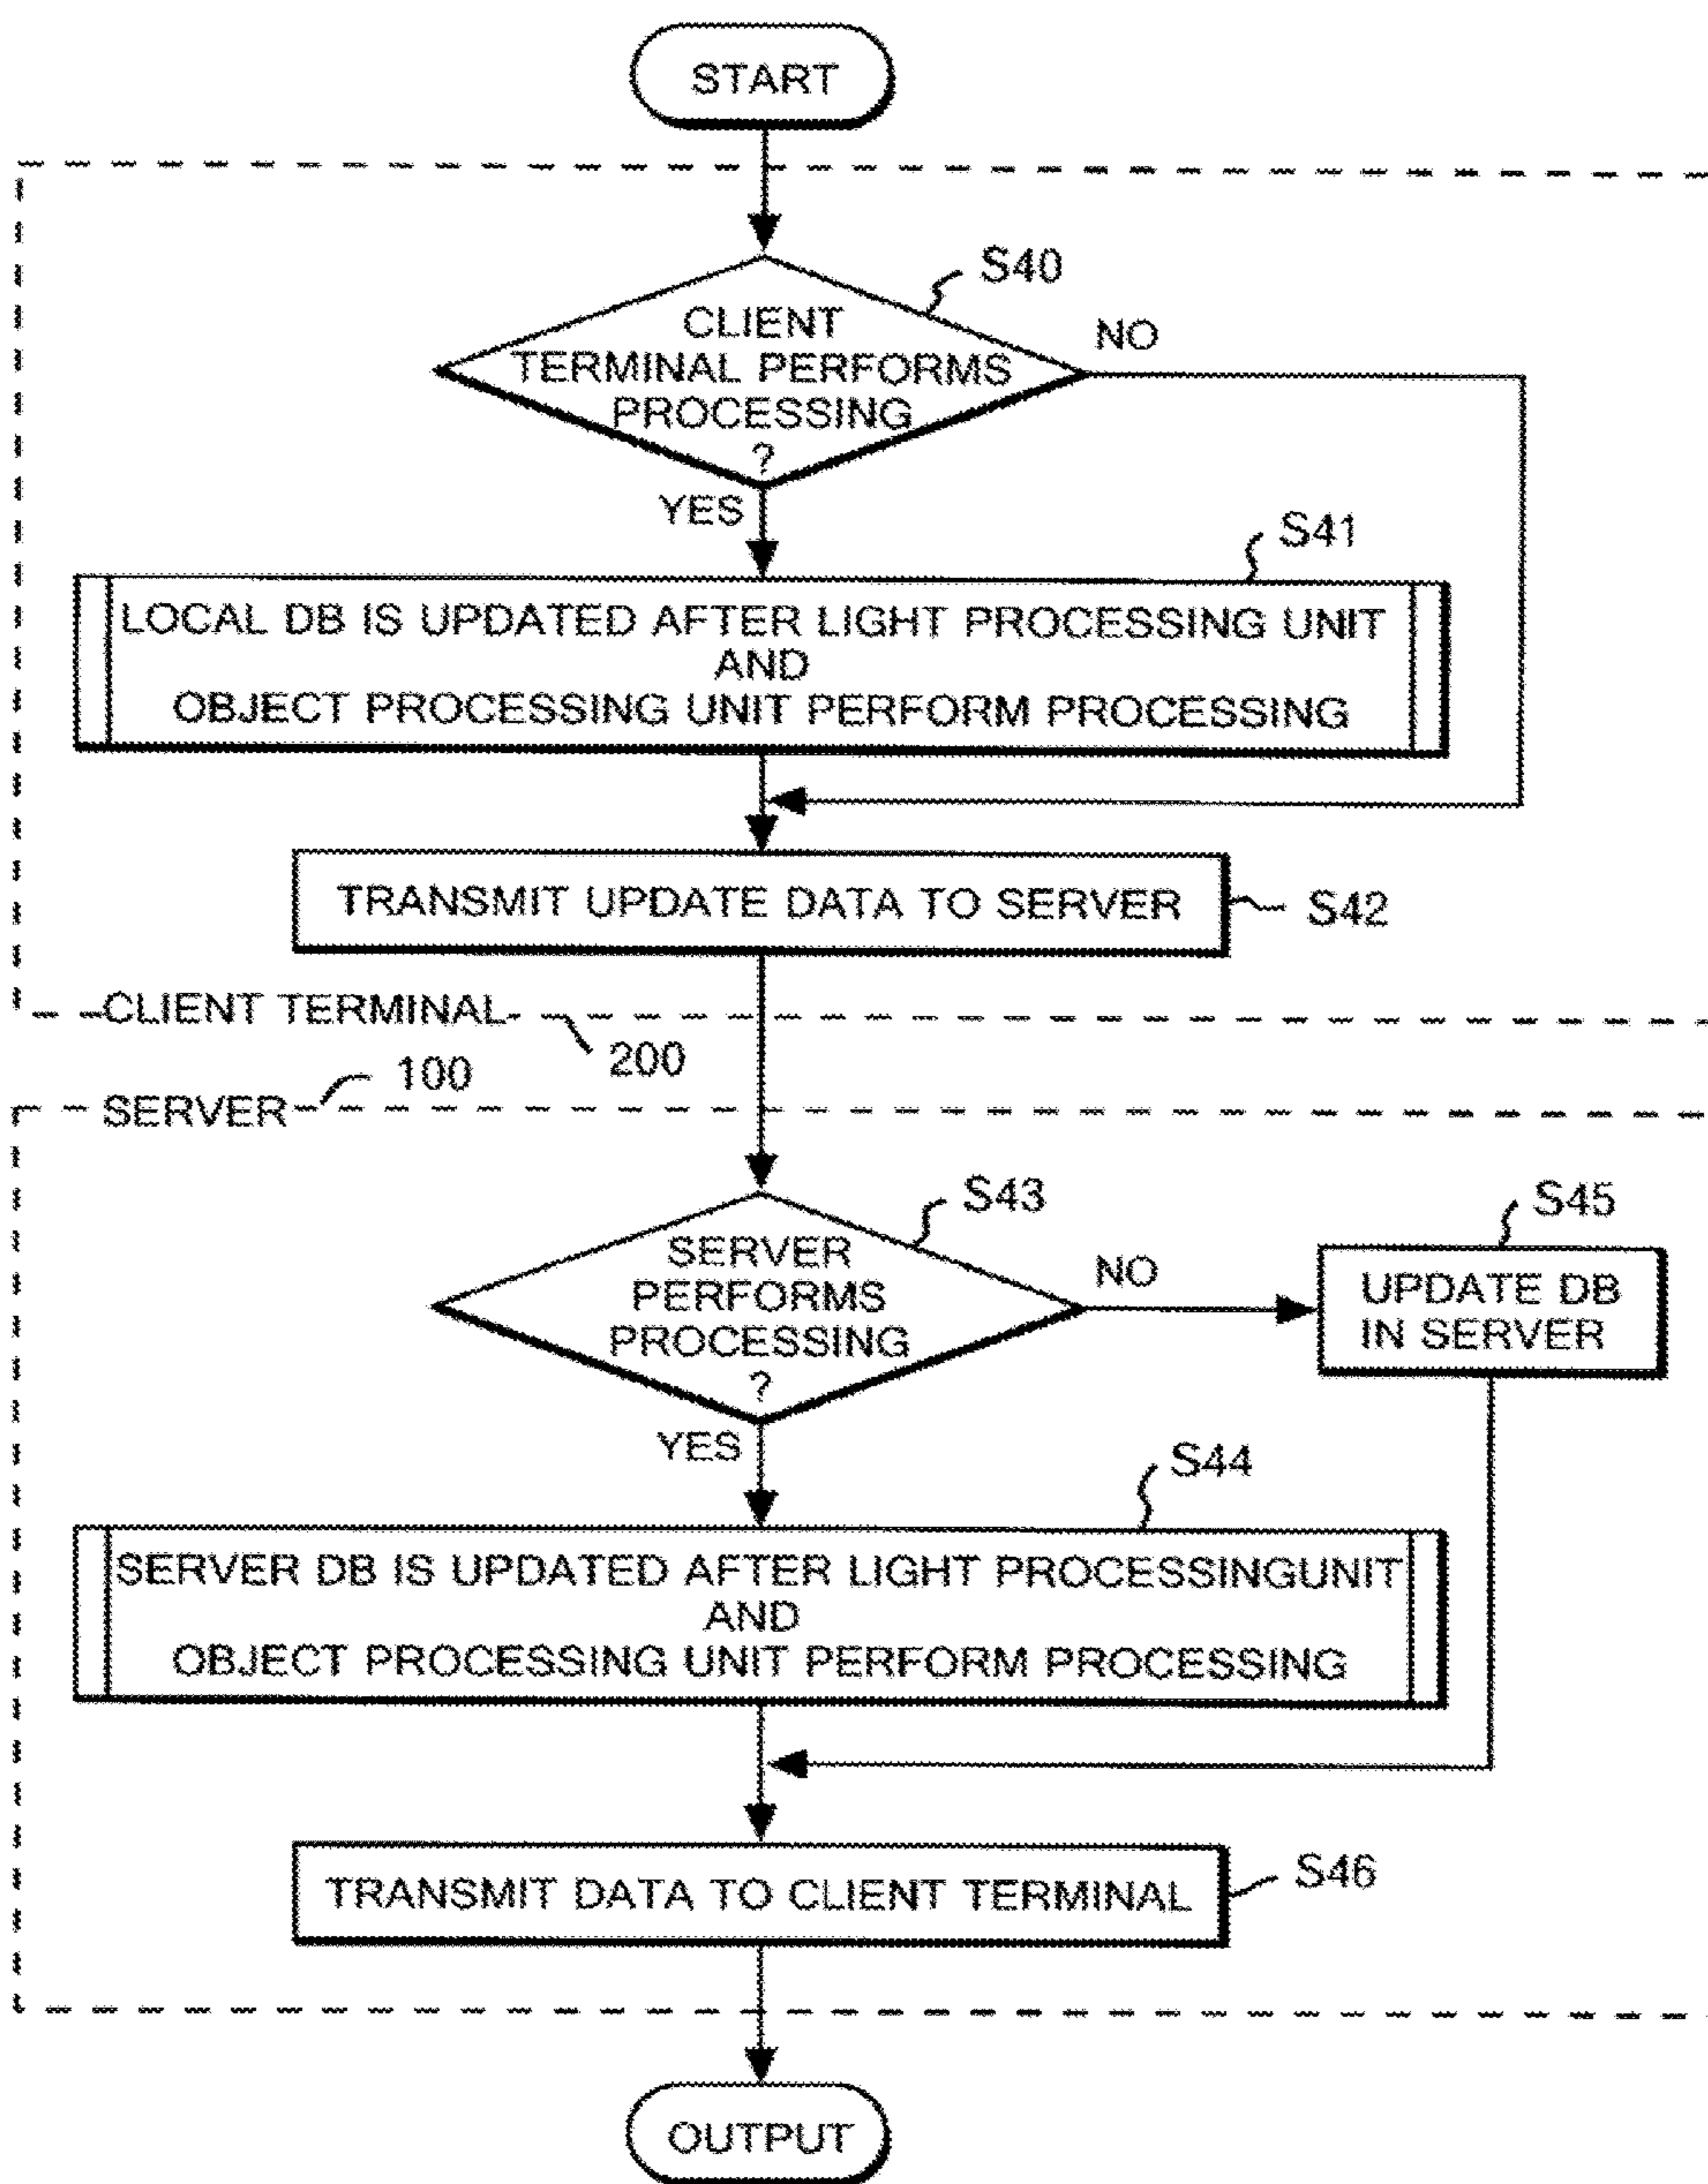 START
S40
CLIENT
TERMINAL PERFORMS
PROCESSING
?
NO
YES
S41
LOCAL DB IS UPDATED AFTER LIGHT PROCESSING UNIT
AND
OBJECT PROCESSING UNIT PERFORM PROCESSING
TRANSMIT UPDATE DATA TO SERVER
S42
CLIENT TERMINAL
200
100
SERVER
S43
SERVER
PERFORMS
PROCESSING
?
NO
S45
UPDATE DB
IN SERVER
YES
S44
SERVER DB IS UPDATED AFTER LIGHT PROCESSINGUNIT
AND
OBJECT PROCESSING UNIT PERFORM PROCESSING
TRANSMIT DATA TO CLIENT TERMINAL
S46
OUTPUT